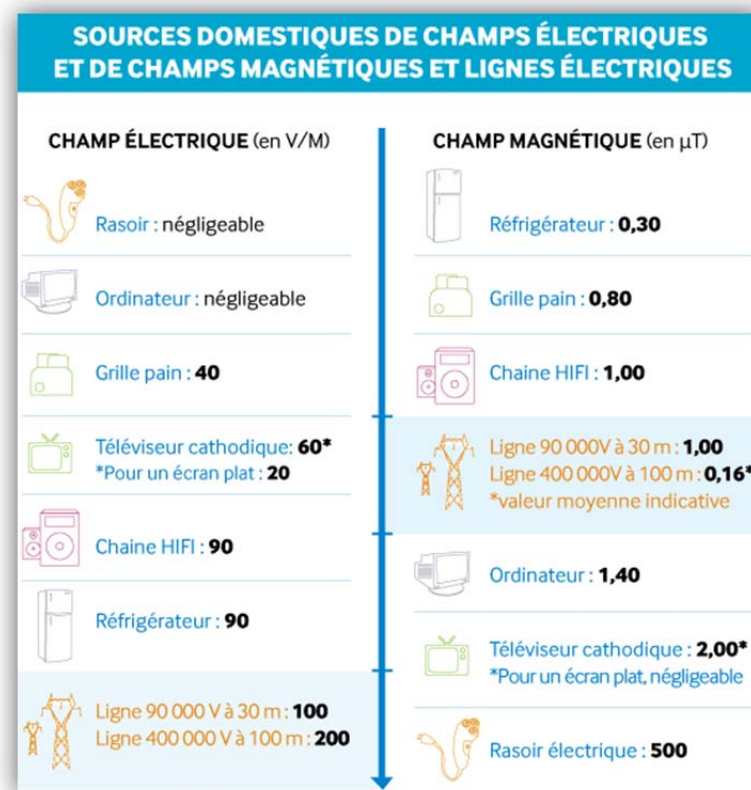 SOURCES DOMESTIQUES DE CHAMPS ÉLECTRIQUES
ET DE CHAMPS MAGNÉTIQUES ET LIGNES ÉLECTRIQUES
CHAMP ÉLECTRIQUE (en V/M)
Rasoir : négligeable
Ordinateur : négligeable
Grille pain : 40
Téléviseur cathodique: 60*
*Pour un écran plat : 20
Chaine HIFI : 90
Réfrigérateur : 90
Ligne 90 000 V à 30 m : 100
Ligne 400 000 V à 100 m : 200
CHAMP MAGNÉTIQUE (en µT)
Réfrigérateur : 0,30
Grille pain : 0,80
Chaine HIFI : 1,00
Ligne 90 000V à 30 m : 1,00
Ligne 400 000V à 100 m : 0,16*
*valeur moyenne indicative
Ordinateur : 1,40
Téléviseur cathodique : 2,00*
*Pour un écran plat, négligeable
Rasoir électrique : 500